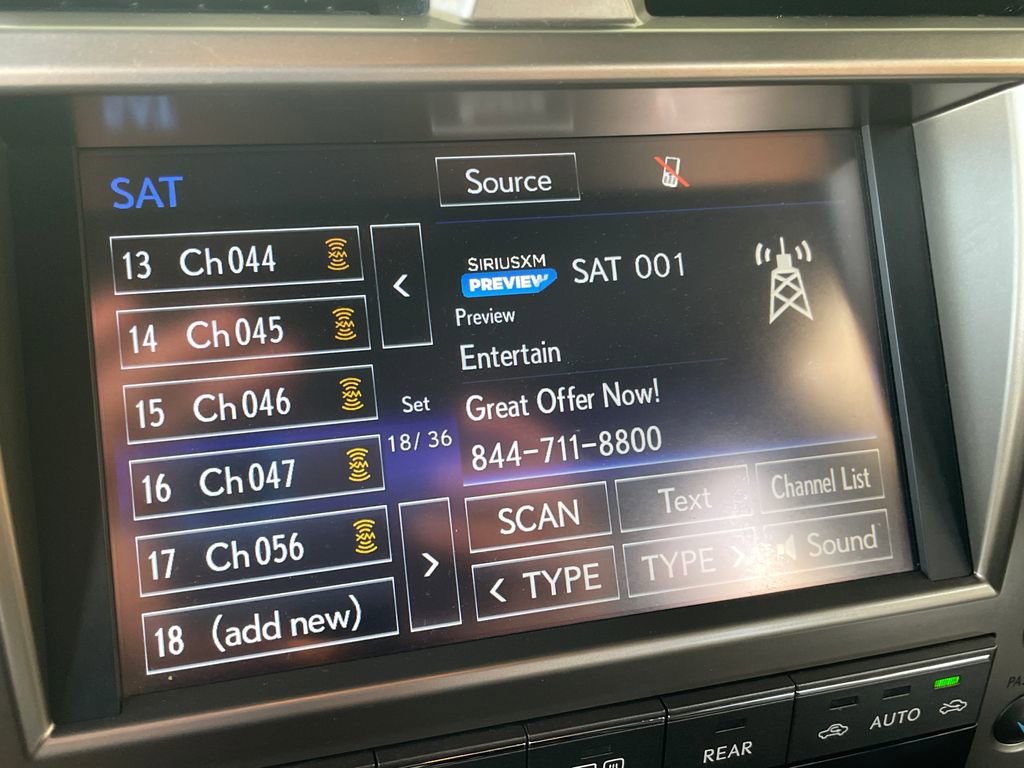 SAT
Source
13 Ch044
14 Ch045
15 Ch046
16 Ch047
17 Ch056
18 (add new)
<
Set
18/ 36
>
SIRIUSXM
PREVIEW
SAT 001
Preview
Entertain
Great Offer Now!
844-711-8800
SCAN
Text
Channel List
< TYPE
TYPE >
Sound
REAR
AUTO